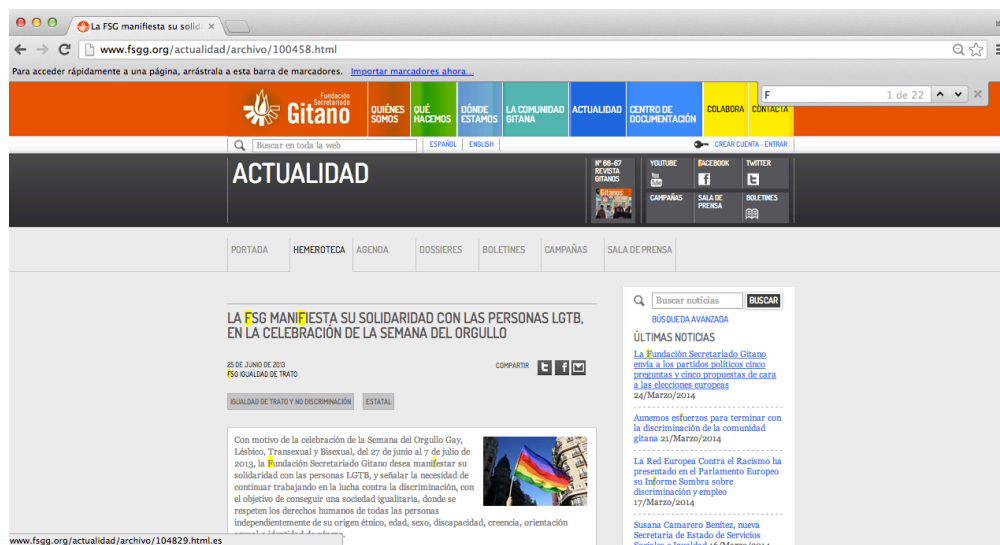 La FSG manifiesta su solid
www.fsgg.org/actualidad/archivo/100458.html
Para acceder rápidamente a una página, arrástrala a esta barra de marcadores. Importar marcadores ahora...
F 1 de 22
Fundación
Secretariado
Gitano
QUIÉNES SOMOS
QUÉ HACEMOS
DÓNDE ESTAMOS
LA COMUNIDAD GITANA
ACTUALIDAD
CENTRO DE DOCUMENTACIÓN
COLABORA
CONTACTA
Buscar en toda la web
ESPAÑOL
ENGLISH
CREAR CUENTA - ENTRAR
ACTUALIDAD
Nº 66-67
REVISTA
GITANOS
Gitanos
YOUTUBE
You
Tube
FACEBOOK
TWITTER
CAMPAÑAS
SALA DE
PRENSA
BOLETINES
PORTADA
HEMEROTECA
AGENDA
DOSSIERES
BOLETINES
CAMPAÑAS
SALA DE PRENSA
LA FSG MANIFIESTA SU SOLIDARIDAD CON LAS PERSONAS LGTB,
EN LA CELEBRACIÓN DE LA SEMANA DEL ORGULLO
25 DE JUNIO DE 2013
FSG IGUALDAD DE TRATO
COMPARTIR
IGUALDAD DE TRATO Y NO DISCRIMINACIÓN
ESTATAL
Con motivo de la celebración de la Semana del Orgullo Gay,
Lésbico, Transexual y Bisexual, del 27 de junio al 7 de julio de
2013, la Fundación Secretariado Gitano desea manifestar su
solidaridad con las personas LGTB, y señalar la necesidad de
continuar trabajando en la lucha contra la discriminación, con
el objetivo de conseguir una sociedad igualitaria, donde se
respeten los derechos humanos de todas las personas
independientemente de su origen étnico, edad, sexo, discapacidad, creencia, orientación
Buscar noticias
BUSCAR
BÚSQUEDA AVANZADA
ÚLTIMAS NOTICIAS
La Fundación Secretariado Gitano
envía a los partidos políticos cinco
preguntas y cinco propuestas de cara
a las elecciones europeas
24/Marzo/2014
Aunemos esfuerzos para terminar con
la discriminación de la comunidad
gitana 21/Marzo/2014
La Red Europea Contra el Racismo ha
presentado en el Parlamento Europeo
su Informe Sombra sobre
discriminación y empleo
17/Marzo/2014
Susana Camarero Benítez, nueva
Secretaria de Estado de Servicios
www.fsgg.org/actualidad/archivo/104829.html.es